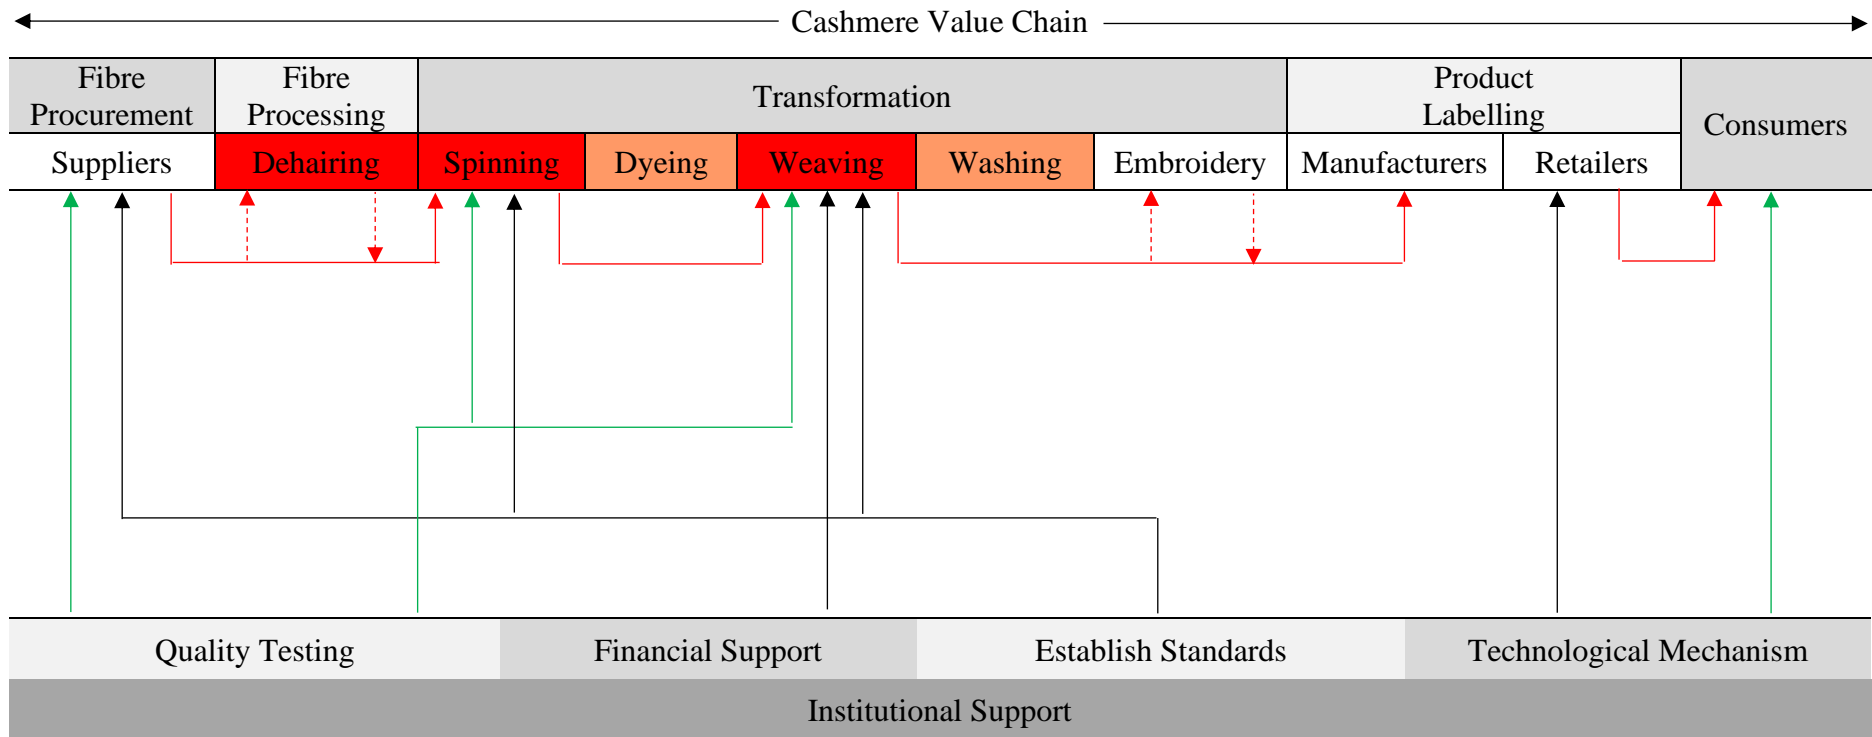 Cashmere Value Chain
Fibre
Procurement
Fibre
Processing
Transformation
Product
Labelling
Consumers
Suppliers
Dehairing
Spinning
Dyeing
Weaving
Washing
Embroidery
Manufacturers
Retailers
Quality Testing
Financial Support
Establish Standards
Technological Mechanism
Institutional Support